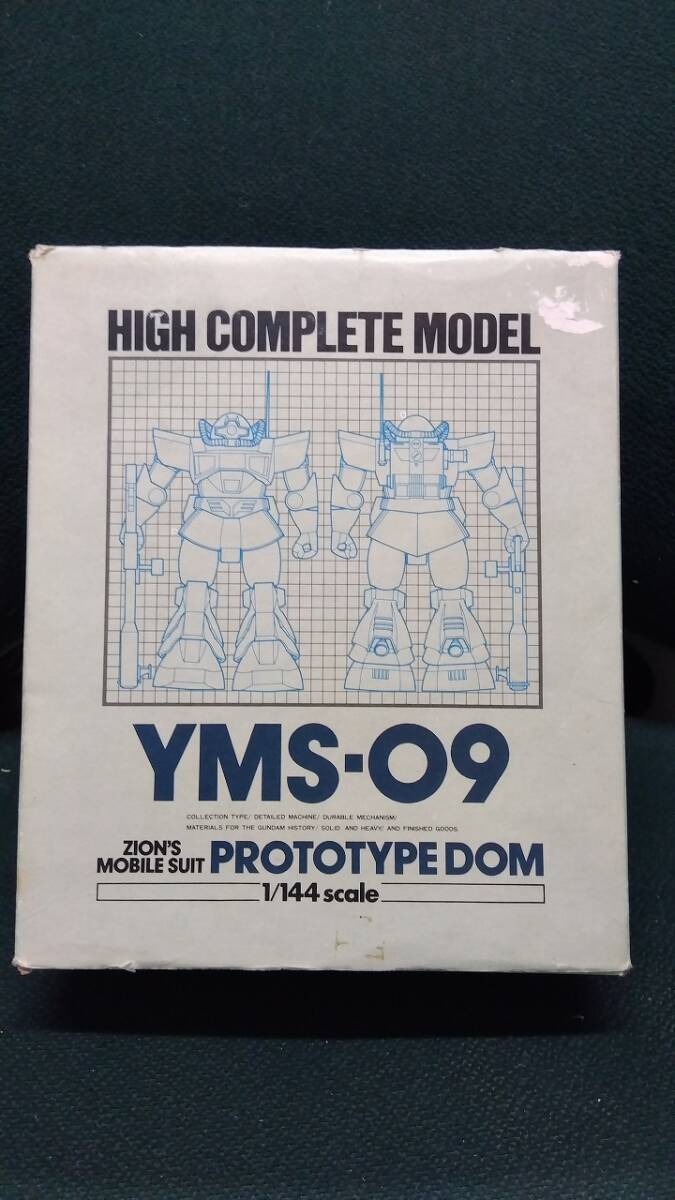 HIGH COMPLETE MODEL
YMS-09
COLLECTION TYPE/ DETAILED MACHINE/ DURABLE MECHANISM/
MATERIALS FOR THE GUNDAM HISTORY/ SOLID AND HEAVY AND FINISHED GOODS.
ZION'S
MOBILE SUIT PROTOTYPE DOM
1/144 scale